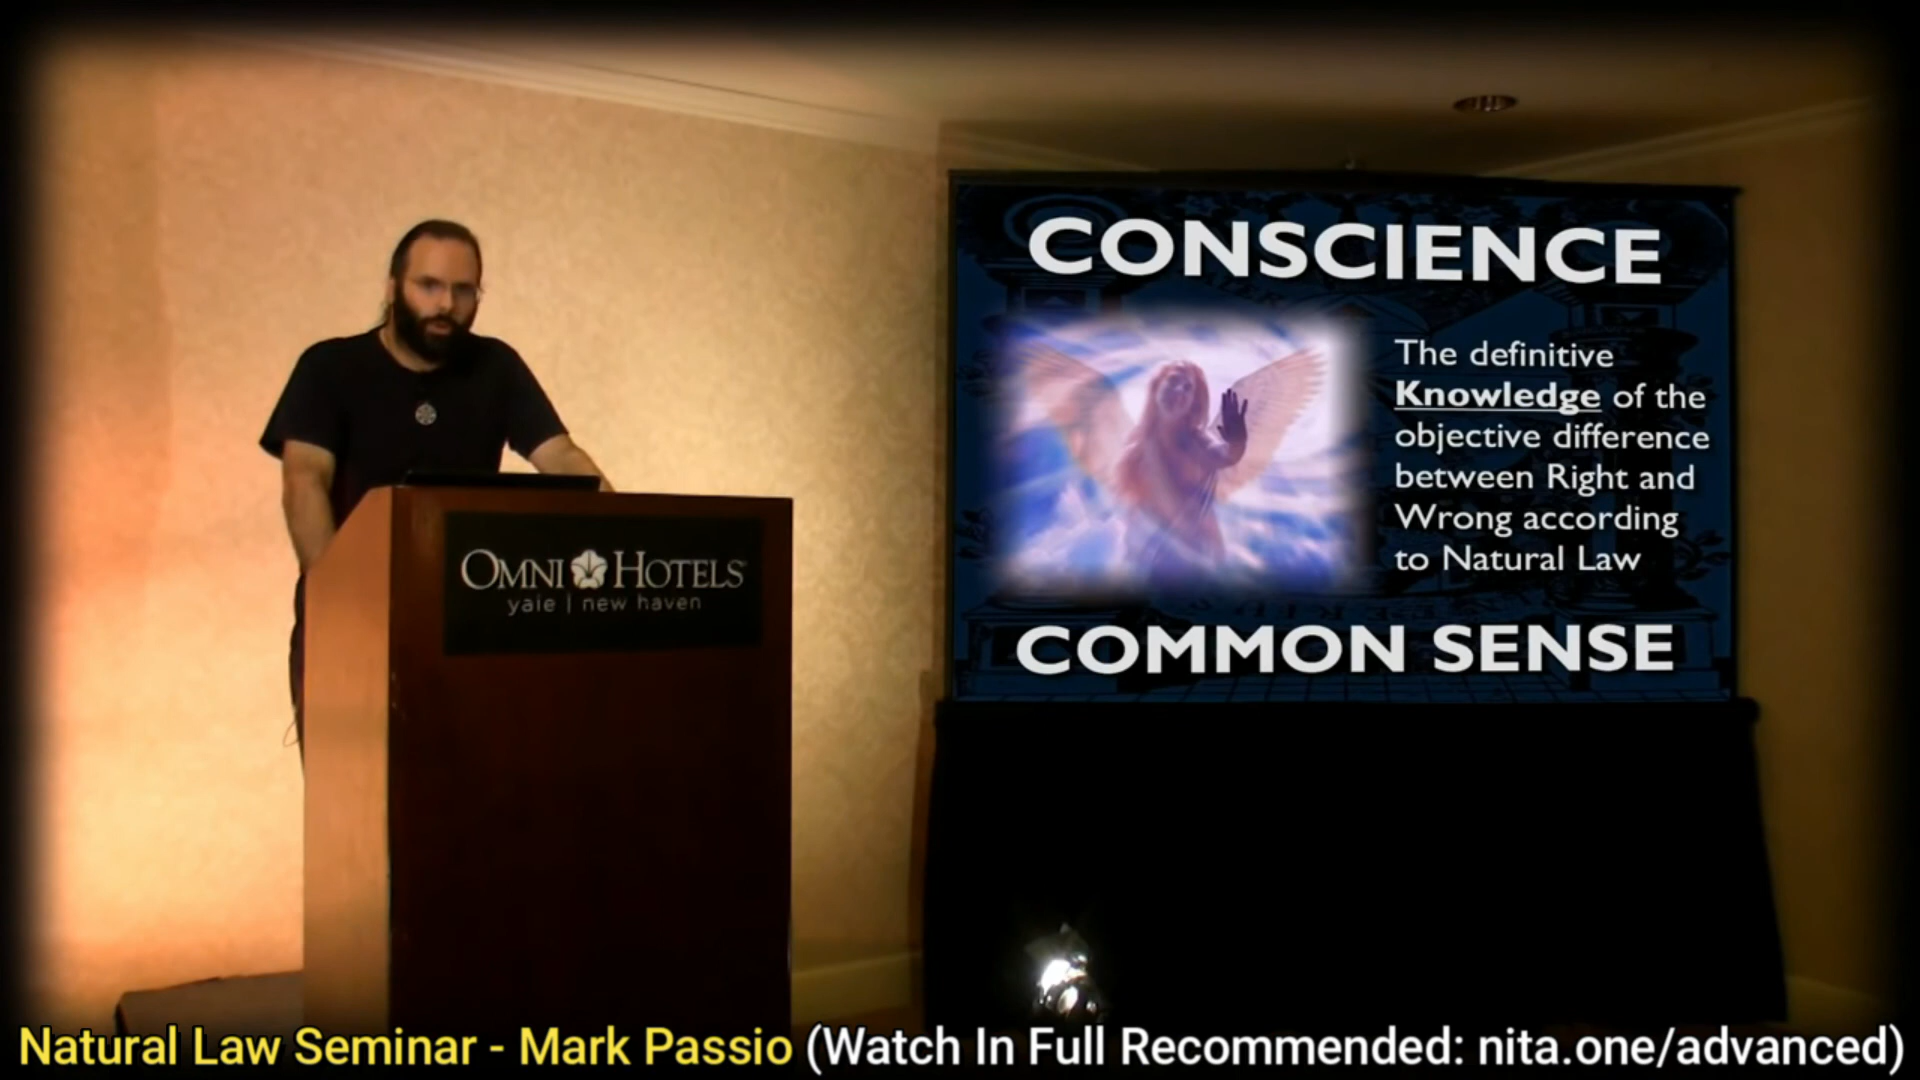 CONSCIENCE
The definitive
Knowledge of the
objective difference
between Right and
Wrong according
to Natural Law
COMMON SENSE
OMNI HOTELS
yale | new haven
Natural Law Seminar - Mark Passio (Watch In Full Recommended: nita.one/advanced)